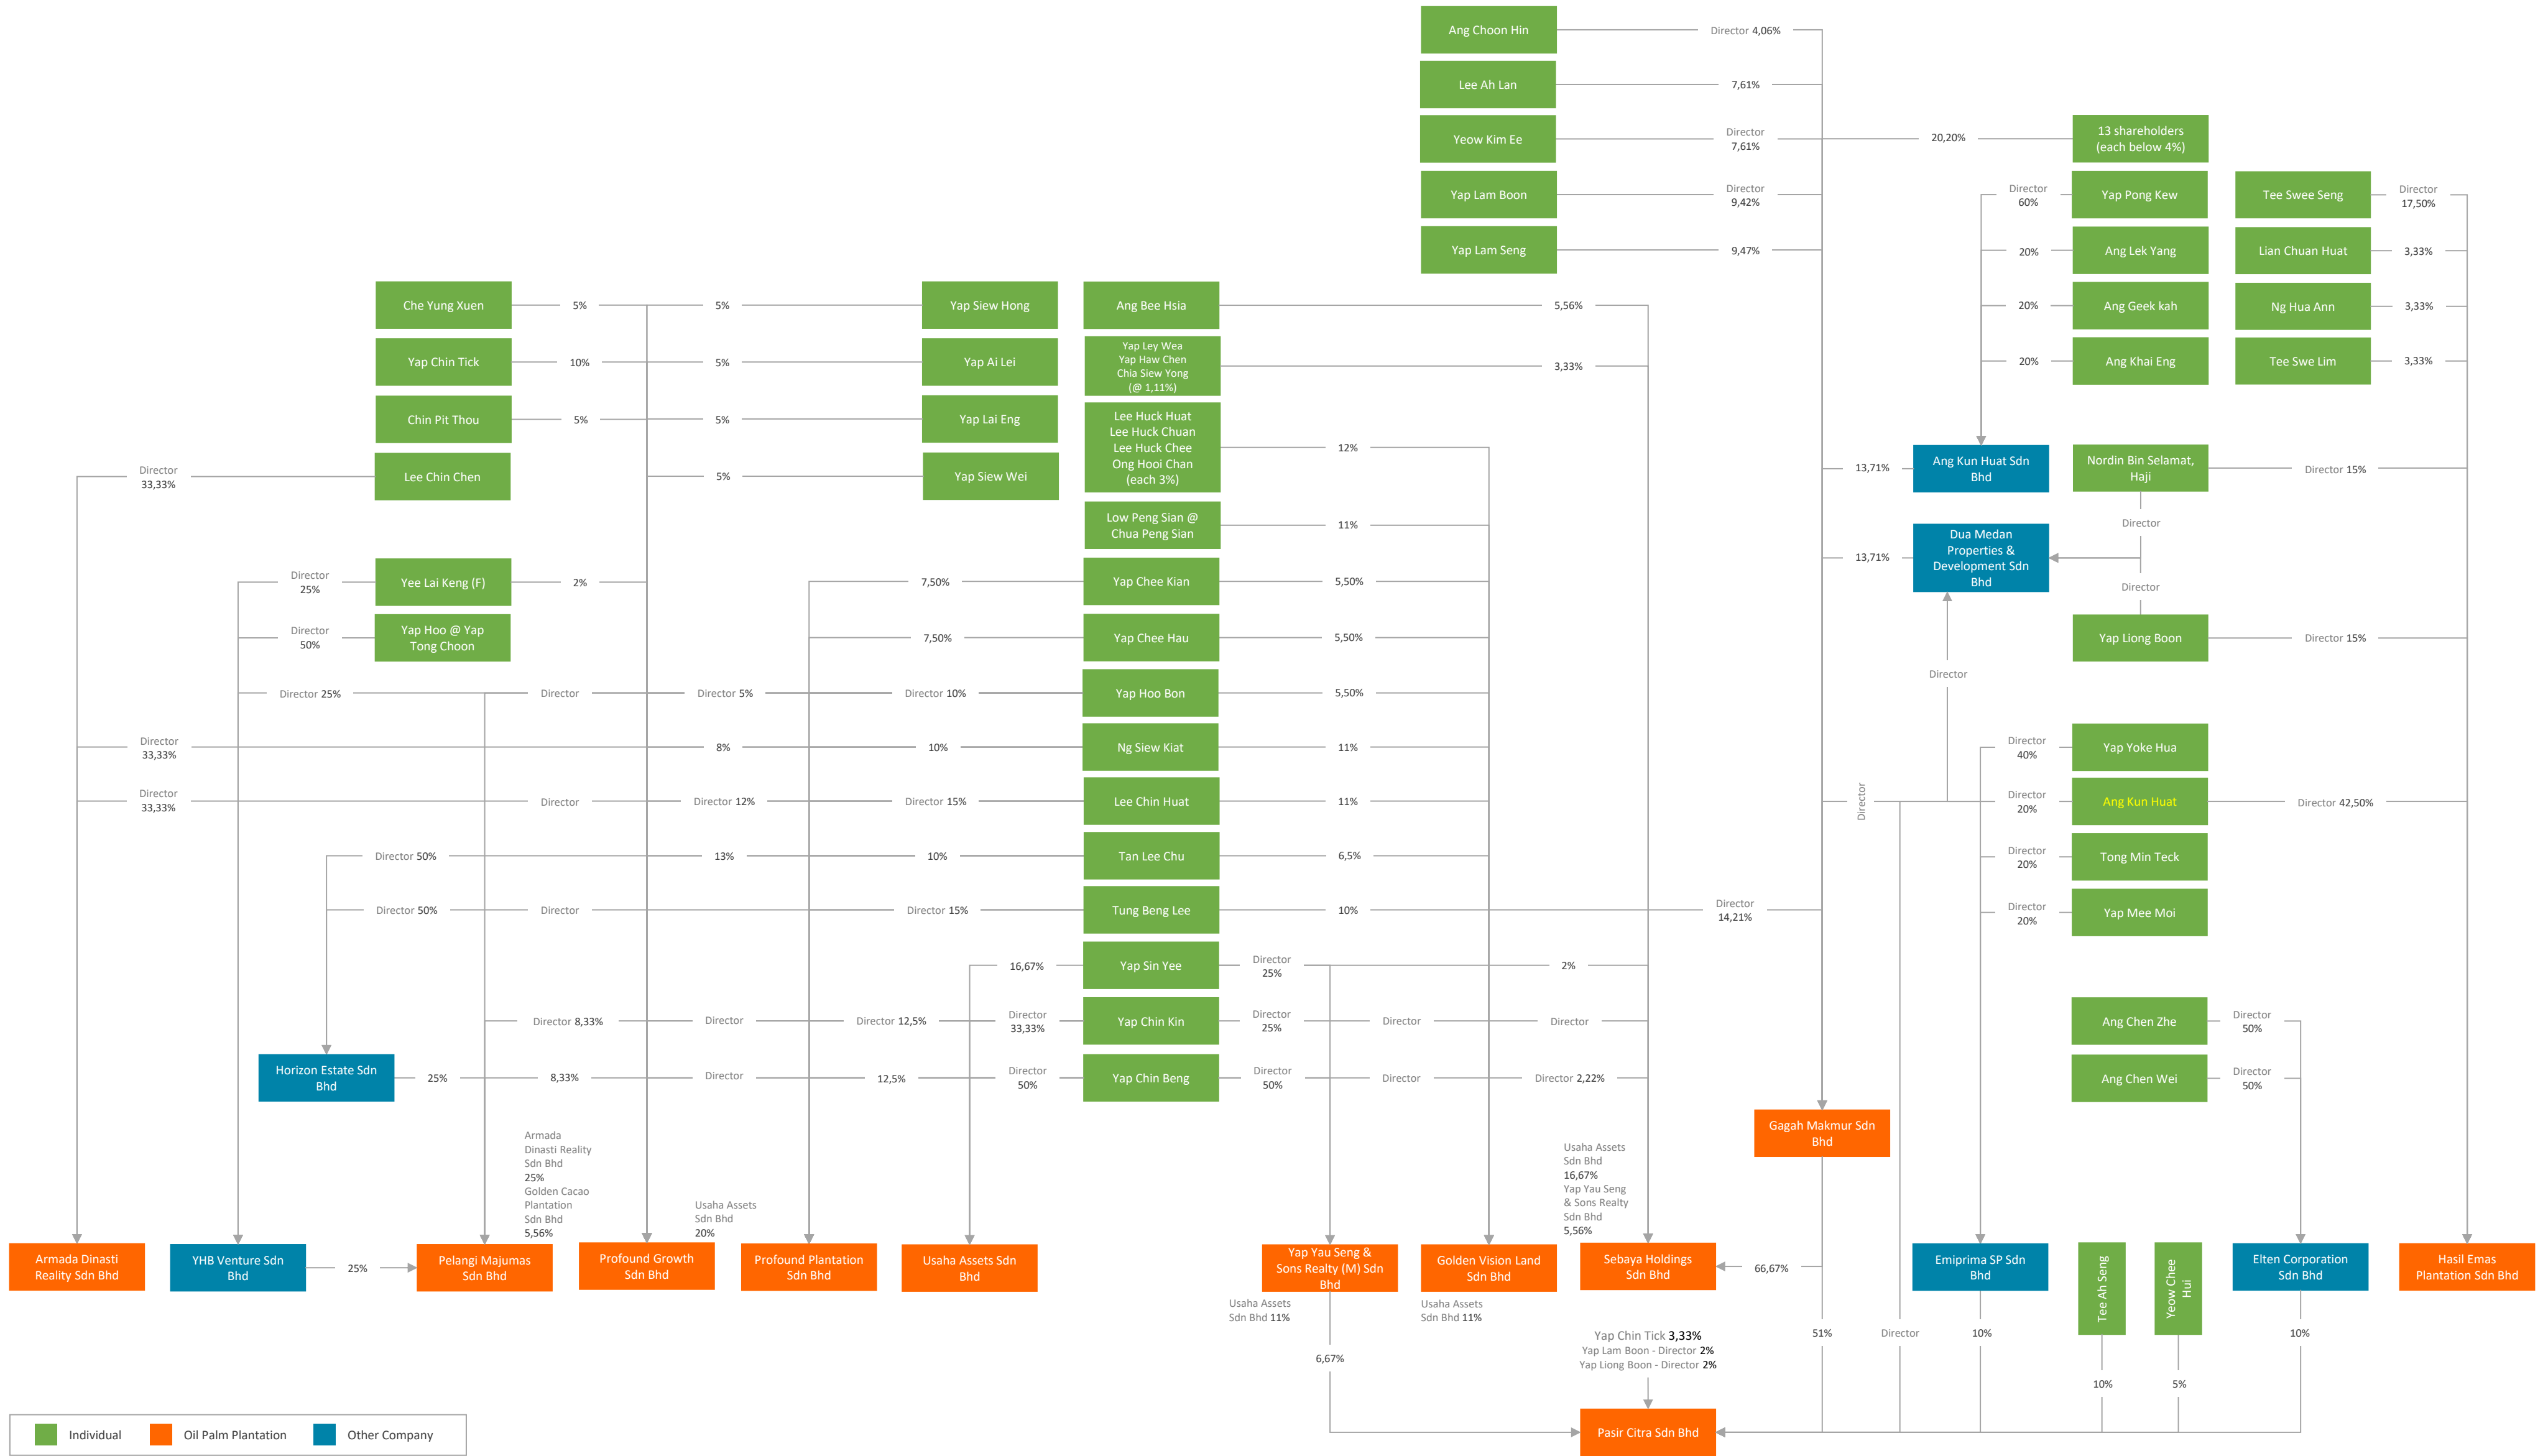 Ang Choon Hin
Director 4,06%
Lee Ah Lan
7,61%
Yeow Kim Ee
Director
7,61%
20,20%
13 shareholders
(each below 4%)
Yap Lam Boon
Director
9,42%
Director
60%
Yap Pong Kew
Tee Swee Seng
Director
17,50%
Yap Lam Seng
9,47%
20%
Ang Lek Yang
Lian Chuan Huat
3,33%
Che Yung Xuen
5%
5%
Yap Siew Hong
Ang Bee Hsia
5,56%
20%
Ang Geek kah
Ng Hua Ann
3,33%
Yap Chin Tick
10%
5%
Yap Ai Lei
Yap Ley Wea
Yap Haw Chen
Chia Siew Yong
(@ 1,11%)
3,33%
20%
Ang Khai Eng
Tee Swe Lim
3,33%
Chin Pit Thou
5%
5%
Yap Lai Eng
Lee Huck Huat
Lee Huck Chuan
Lee Huck Chee
Ong Hooi Chan
(each 3%)
12%
Director
33,33%
Lee Chin Chen
5%
Yap Siew Wei
13,71%
Ang Kun Huat Sdn
Bhd
Nordin Bin Selamat,
Haji
Director 15%
Low Peng Sian @
Chua Peng Sian
11%
Director
13,71%
Dua Medan
Properties &
Development Sdn
Bhd
Director
25%
Yee Lai Keng (F)
2%
7,50%
Yap Chee Kian
5,50%
Director
Director
50%
Yap Hoo @ Yap
Tong Choon
7,50%
Yap Chee Hau
5,50%
Yap Liong Boon
Director 15%
Director
Director 25%
Director
Director 5%
Director 10%
Yap Hoo Bon
5,50%
Director
33,33%
8%
10%
Ng Siew Kiat
11%
Director
40%
Yap Yoke Hua
Director
33,33%
Director
Director 12%
Director 15%
Lee Chin Huat
11%
Director
Director
20%
Ang Kun Huat
Director 42,50%
Director 50%
13%
10%
Tan Lee Chu
6,5%
Director
20%
Tong Min Teck
Director 50%
Director
Director 15%
Tung Beng Lee
10%
Director
14,21%
Director
20%
Yap Mee Moi
16,67%
Yap Sin Yee
Director
25%
2%
Director 8,33%
Director
Director 12,5%
Director
33,33%
Yap Chin Kin
Director
25%
Director
Director
Ang Chen Zhe
Director
50%
Horizon Estate Sdn
Bhd
25%
8,33%
Director
12,5%
Director
50%
Yap Chin Beng
Director
50%
Director
Director 2,22%
Ang Chen Wei
Director
50%
Gagah Makmur Sdn
Bhd
Armada
Dinasti Reality
Sdn Bhd
25%
Golden Cacao
Plantation
Sdn Bhd
5,56%
Usaha Assets
Sdn Bhd
20%
Usaha Assets
Sdn Bhd
16,67%
Yap Yau Seng
& Sons Realty
Sdn Bhd
5,56%
Armada Dinasti
Reality Sdn Bhd
YHB Venture Sdn
Bhd
25%
Pelangi Majumas
Sdn Bhd
Profound Growth
Sdn Bhd
Profound Plantation
Sdn Bhd
Usaha Assets Sdn
Bhd
Yap Yau Seng &
Sons Realty (M) Sdn
Bhd
Golden Vision Land
Sdn Bhd
Sebaya Holdings
Sdn Bhd
66,67%
Emiprima SP Sdn
Bhd
Tee Ah Seng
Yeow Chee
Hui
Elten Corporation
Sdn Bhd
Hasil Emas
Plantation Sdn Bhd
Usaha Assets
Sdn Bhd 11%
Usaha Assets
Sdn Bhd 11%
6,67%
Yap Chin Tick 3,33%
Yap Lam Boon - Director 2%
Yap Liong Boon - Director 2%
51%
Director
10%
10%
10%
5%
Pasir Citra Sdn Bhd
Individual
Oil Palm Plantation
Other Company